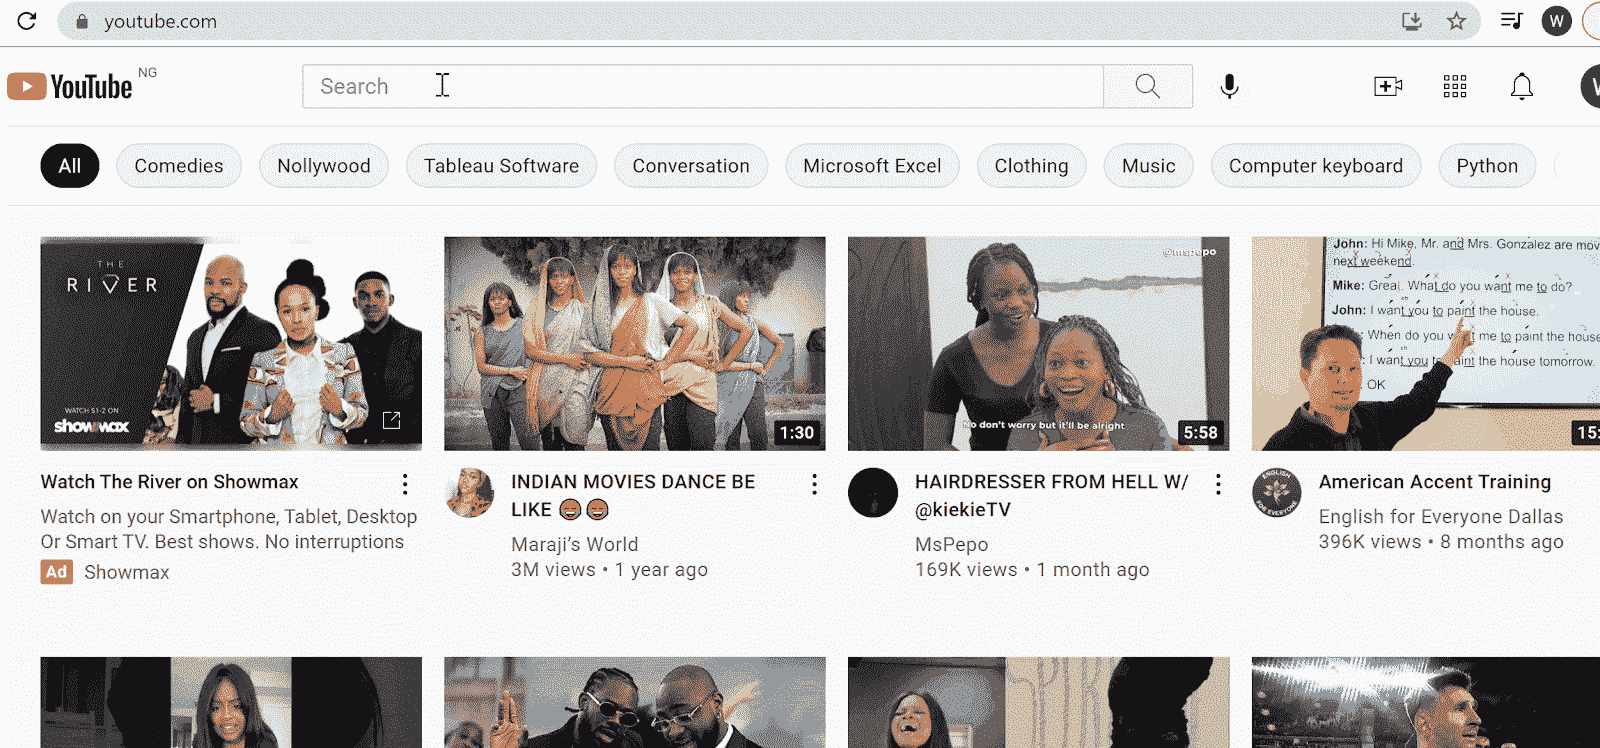 youtube.com
W
YouTube NG
Search
All
Comedies
Nollywood
Tableau Software
Conversation
Microsoft Excel
Clothing
Music
Computer keyboard
Python
THE
RIVER
WATCH S1-2 ON
showmax
1:30
@mspepo
No don't worry but it'll be alright
5:58
John: Hi Mike, Mr. and Mrs. Gonzalez are mov
next weekend.
Mike: Great. What do you want me to do?
John: I want you to paint the house.
: When do you want me to paint the house
: I want you to paint the house tomorrow.
OK
15:
Watch The River on Showmax
Watch on your Smartphone, Tablet, Desktop
Or Smart TV. Best shows. No interruptions
Ad Showmax
INDIAN MOVIES DANCE BE
LIKE 😂😂
Maraji's World
3M views • 1 year ago
HAIRDRESSER FROM HELL W/
@kiekieTV
MsPepo
169K views • 1 month ago
ENGLISH
FOR EVERYONE
American Accent Training
English for Everyone Dallas
396K views • 8 months ago